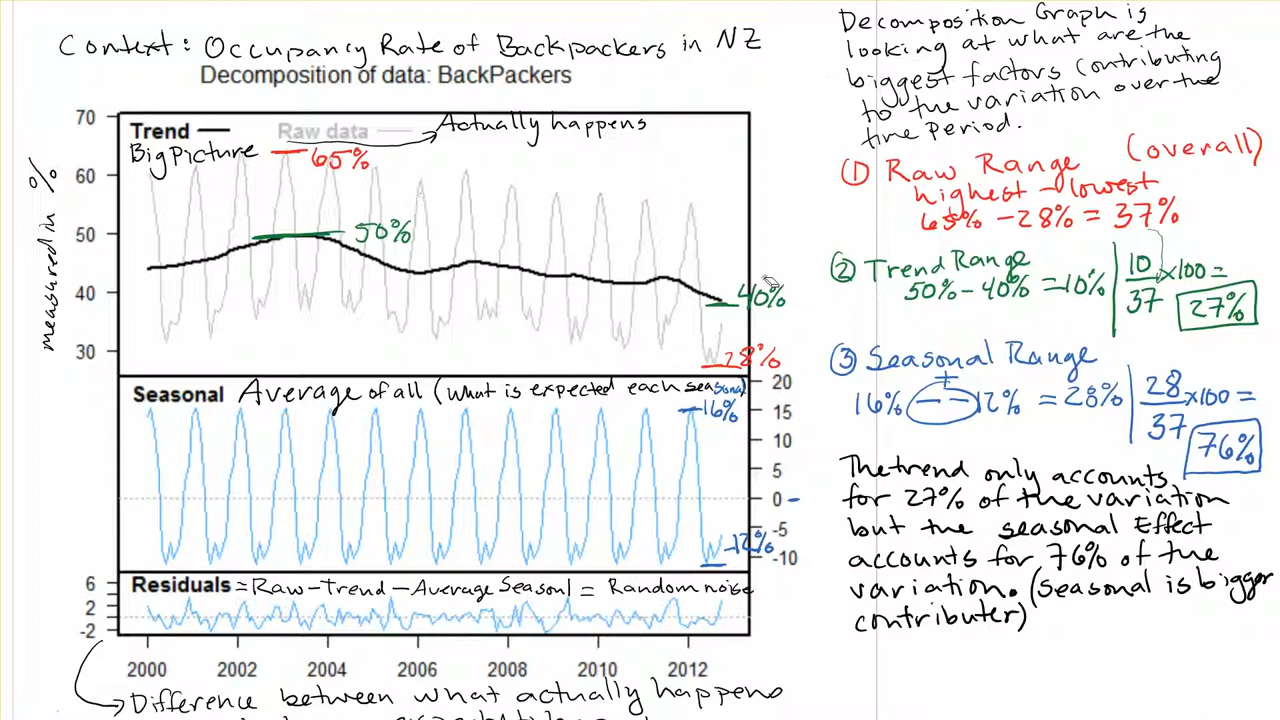 Context: Occupancy Rate of Backpackers in NZ
Decomposition of data: BackPackers
70
60
50
40
30
measured in %
Trend
Raw data
Actually happens
Big Picture
65%
50%
40%
28%
Seasonal Average of all (what is expected each seasonal)
16%
-12%
20
15
10
5
0
-5
-10
Residuals = Raw-Trend-Average Seasonl = Random noise
6
2
-2
2000 2002 2004 2006 2008 2010 2012
Difference between what actually happens
Decomposition Graph is
looking at what are the
biggest factors contributing
to the variation over the
time Period.
① Raw Range (overall)
highest - lowest
65% - 28% = 37%
② Trend Range
50% - 40% = 10% | 10/37 x100 =
27%
③ Seasonal Range
+
16% - -12% = 28% | 28/37 x100 =
76%
The trend only accounts
for 27% of the variation
but the seasonal Effect
accounts for 76% of the
variation. (seasonal is bigger
contributer)